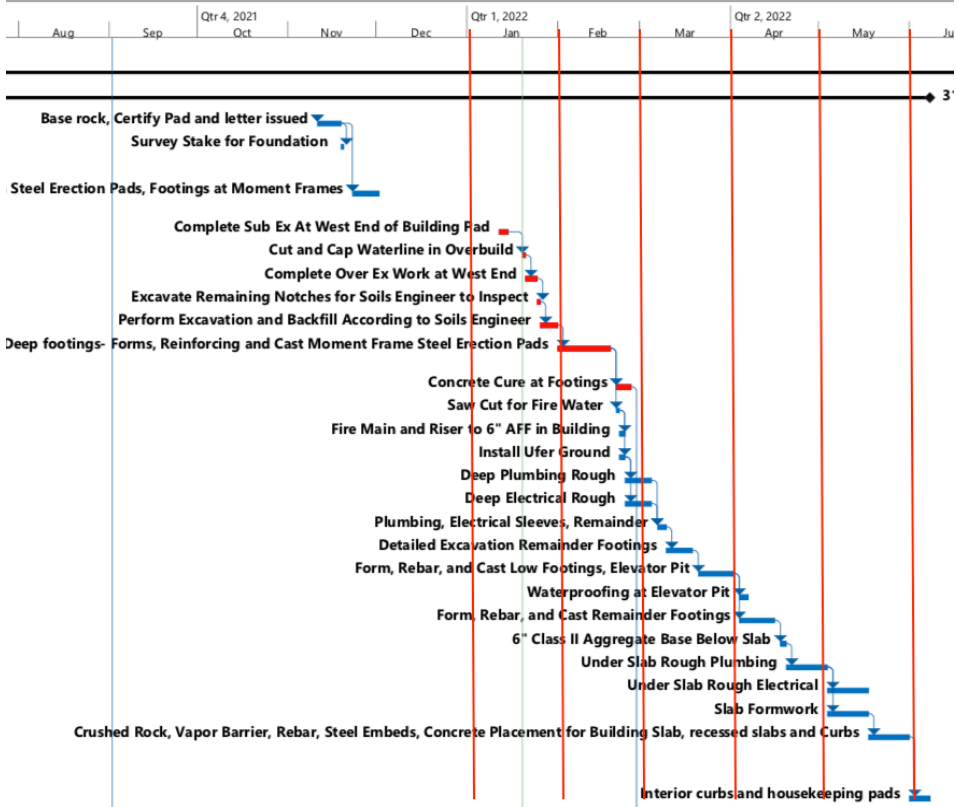 Qtr 4, 2021 Qtr 1, 2022 Qtr 2, 2022
Aug Sep Oct Nov Dec Jan Feb Mar Apr May Ju
31
Base rock, Certify Pad and letter issued
Survey Stake for Foundation
Steel Erection Pads, Footings at Moment Frames
Complete Sub Ex At West End of Building Pad
Cut and Cap Waterline in Overbuild
Complete Over Ex Work at West End
Excavate Remaining Notches for Soils Engineer to Inspect
Perform Excavation and Backfill According to Soils Engineer
Deep footings- Forms, Reinforcing and Cast Moment Frame Steel Erection Pads
Concrete Cure at Footings
Saw Cut for Fire Water
Fire Main and Riser to 6" AFF in Building
Install Ufer Ground
Deep Plumbing Rough
Deep Electrical Rough
Plumbing, Electrical Sleeves, Remainder
Detailed Excavation Remainder Footings
Form, Rebar, and Cast Low Footings, Elevator Pit
Waterproofing at Elevator Pit
Form, Rebar, and Cast Remainder Footings
6" Class II Aggregate Base Below Slab
Under Slab Rough Plumbing
Under Slab Rough Electrical
Slab Formwork
Crushed Rock, Vapor Barrier, Rebar, Steel Embeds, Concrete Placement for Building Slab, recessed slabs and Curbs
Interior curbs and housekeeping pads